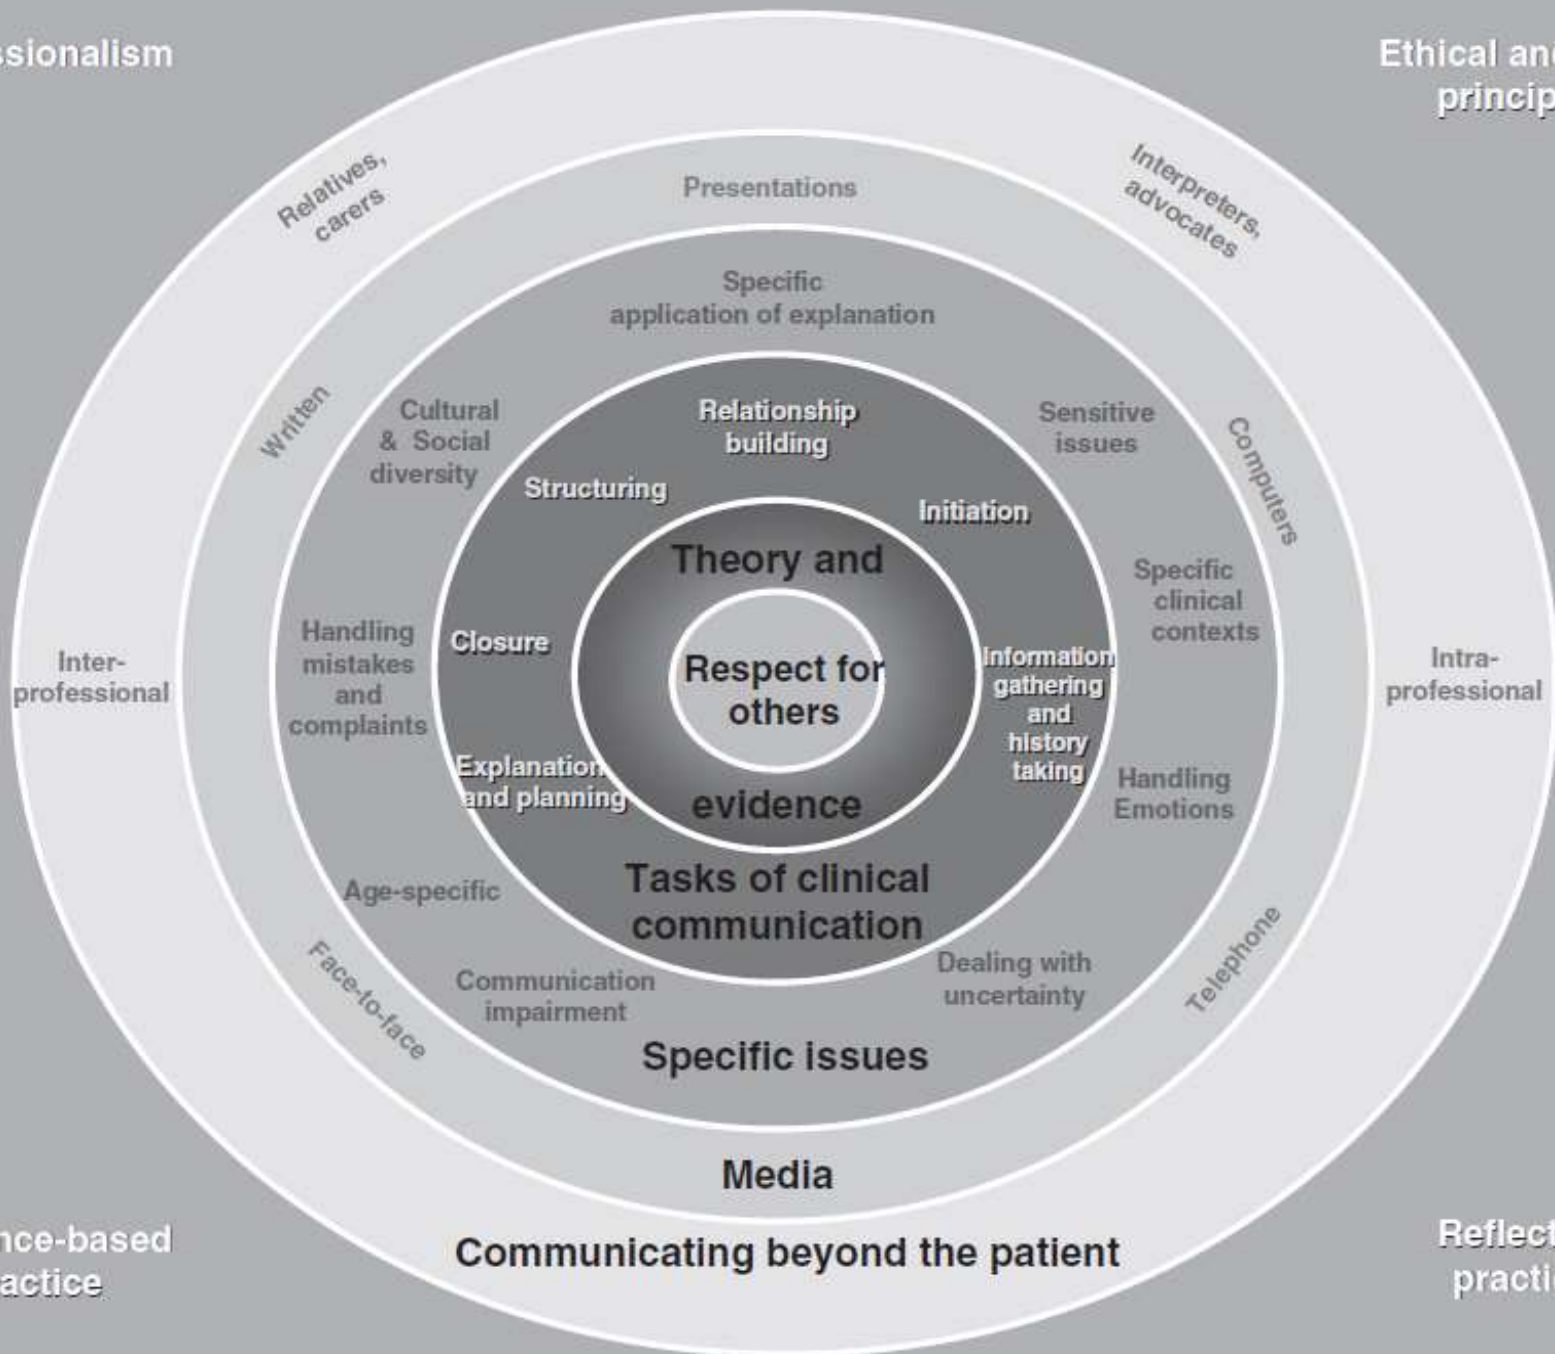 ssionalism
Ethical an
princip
Relatives,
carers
Interpreters,
advocates
Presentations
Specific
application of explanation
Written
Cultural
& Social
diversity
Relationship
building
Sensitive
issues
Computers
Structuring
Initiation
Theory and
Specific
clinical
contexts
Handling
mistakes
and
complaints
Closure
Respect for
others
Information
gathering
and
history
taking
Inter-
professional
Intra-
professional
Explanation
and planning
evidence
Handling
Emotions
Tasks of clinical
communication
Age-specific
Face-to-face
Communication
impairment
Dealing with
uncertainty
Telephone
Specific issues
Media
Communicating beyond the patient
nce-based
actice
Reflect
practi